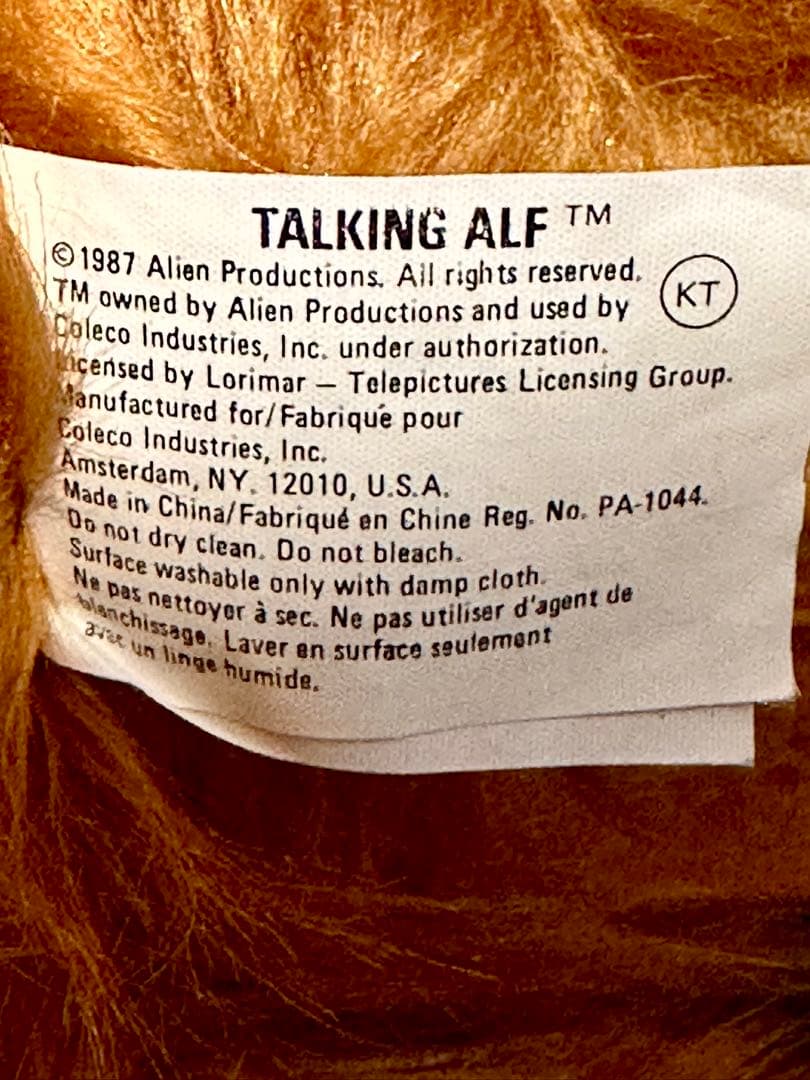 TALKING ALF ™
©1987 Alien Productions. All rights reserved.
TM owned by Alien Productions and used by
KT
Coleco Industries, Inc. under authorization.
Licensed by Lorimar – Telepictures Licensing Group.
Manufactured for/Fabriqué pour
Coleco Industries, Inc.
Amsterdam, NY. 12010, U.S.A.
Made in China/Fabriqué en Chine Reg. No. PA-1044.
Do not dry clean. Do not bleach.
Surface washable only with damp cloth.
Ne pas nettoyer à sec. Ne pas utiliser d'agent de
blanchissage. Laver en surface seulement
avec un linge humide.